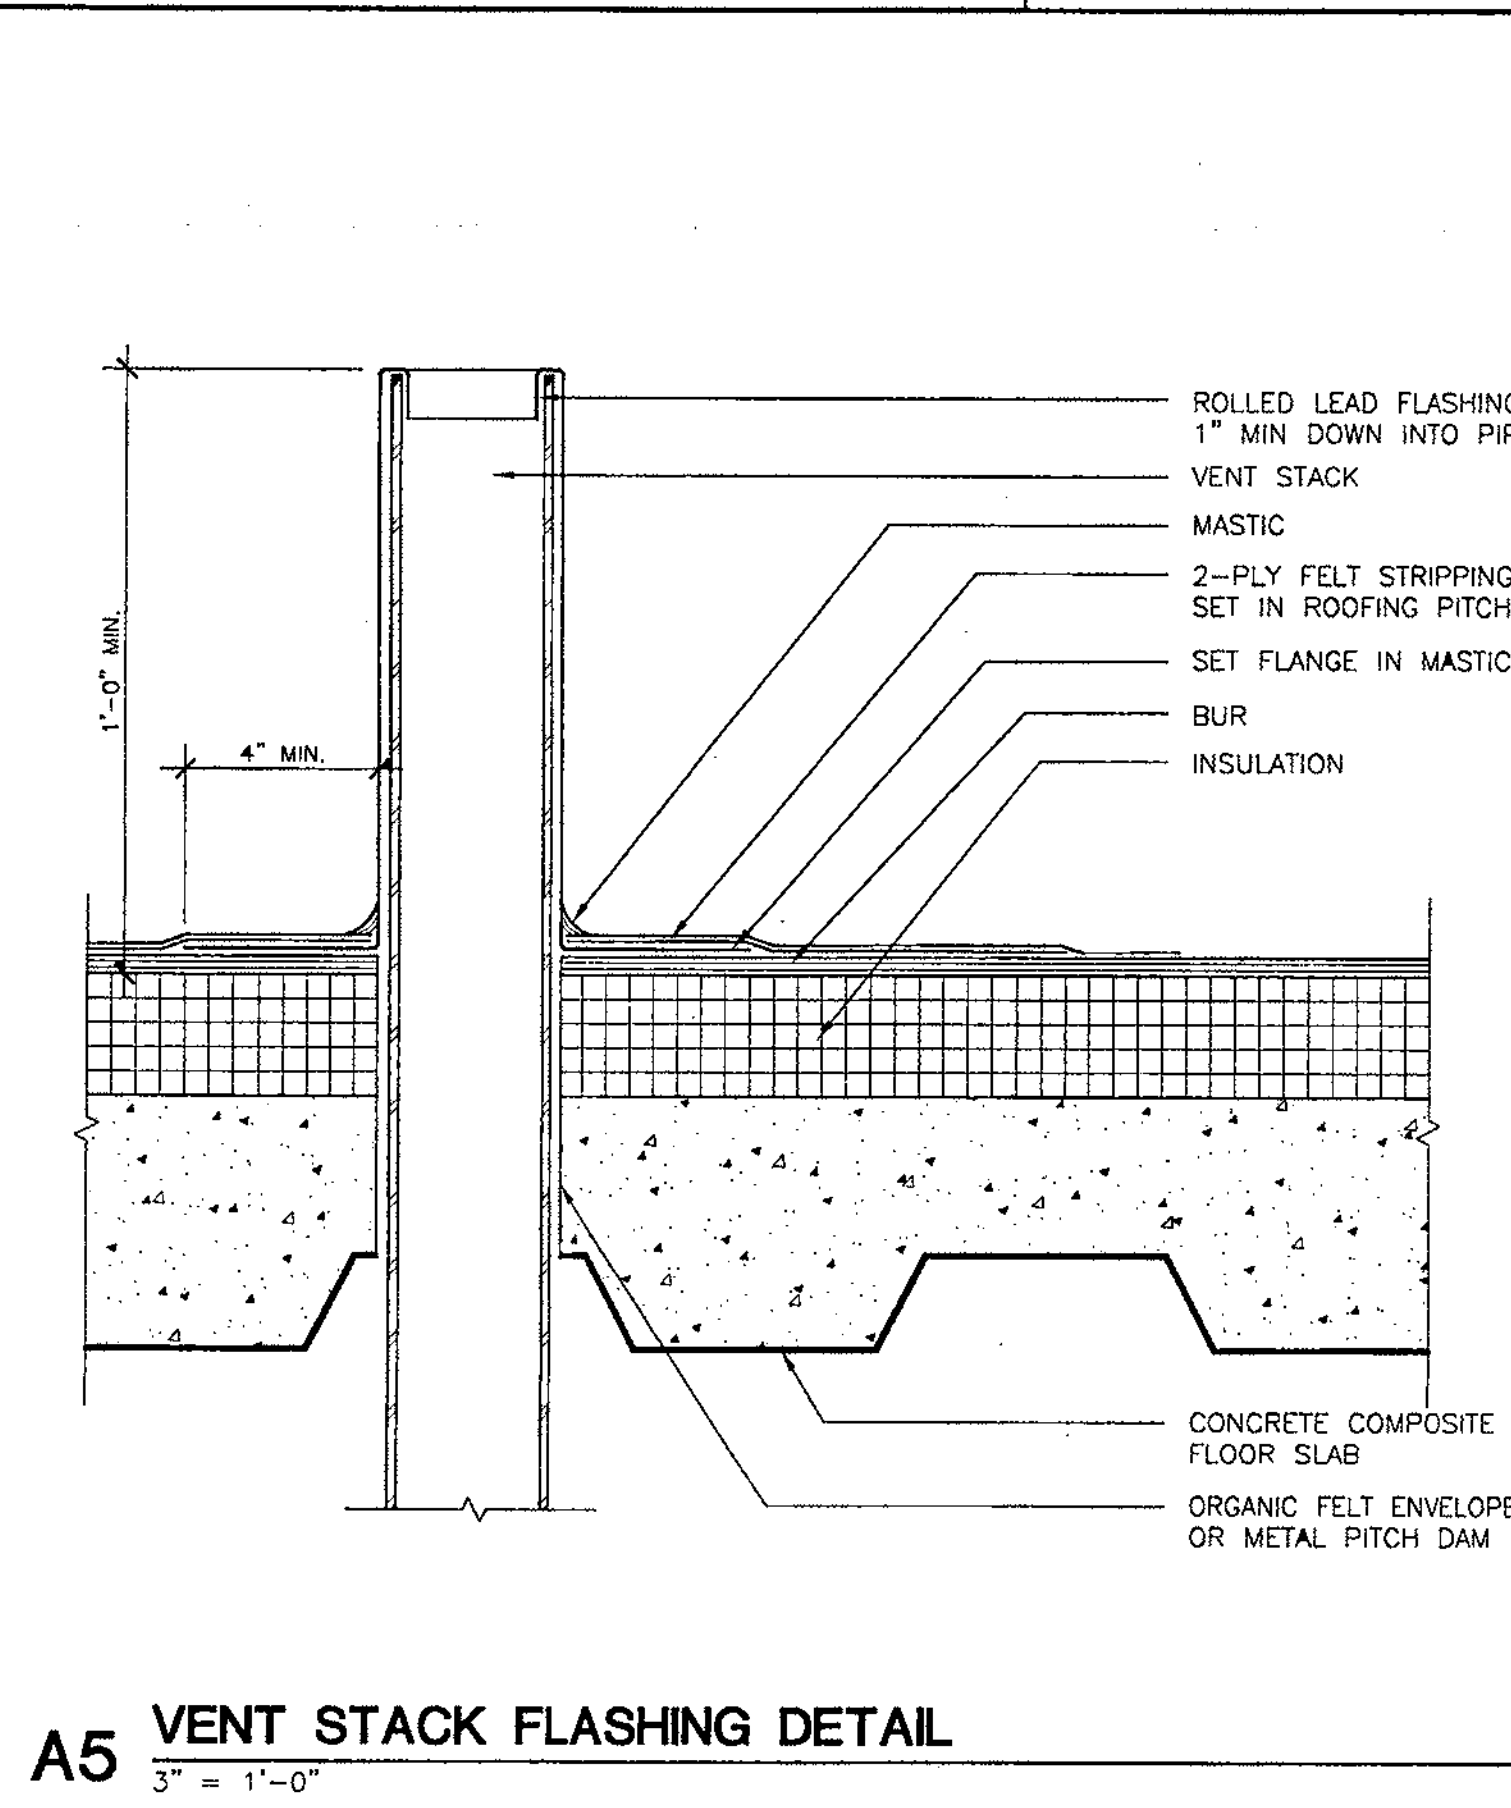 ROLLED LEAD FLASHING
1" MIN DOWN INTO
VENT STACK
MASTIC
2-PLY FELT STRIPPING
SET IN ROOFING PITCH
SET FLANGE IN MASTIC
BUR
INSULATION
1'-0" MIN.
4" MIN.
CONCRETE COMPOSITE
FLOOR SLAB
ORGANIC FELT ENVELOPE
OR METAL PITCH DAM
A5 VENT STACK FLASHING DETAIL
3" = 1'-0"